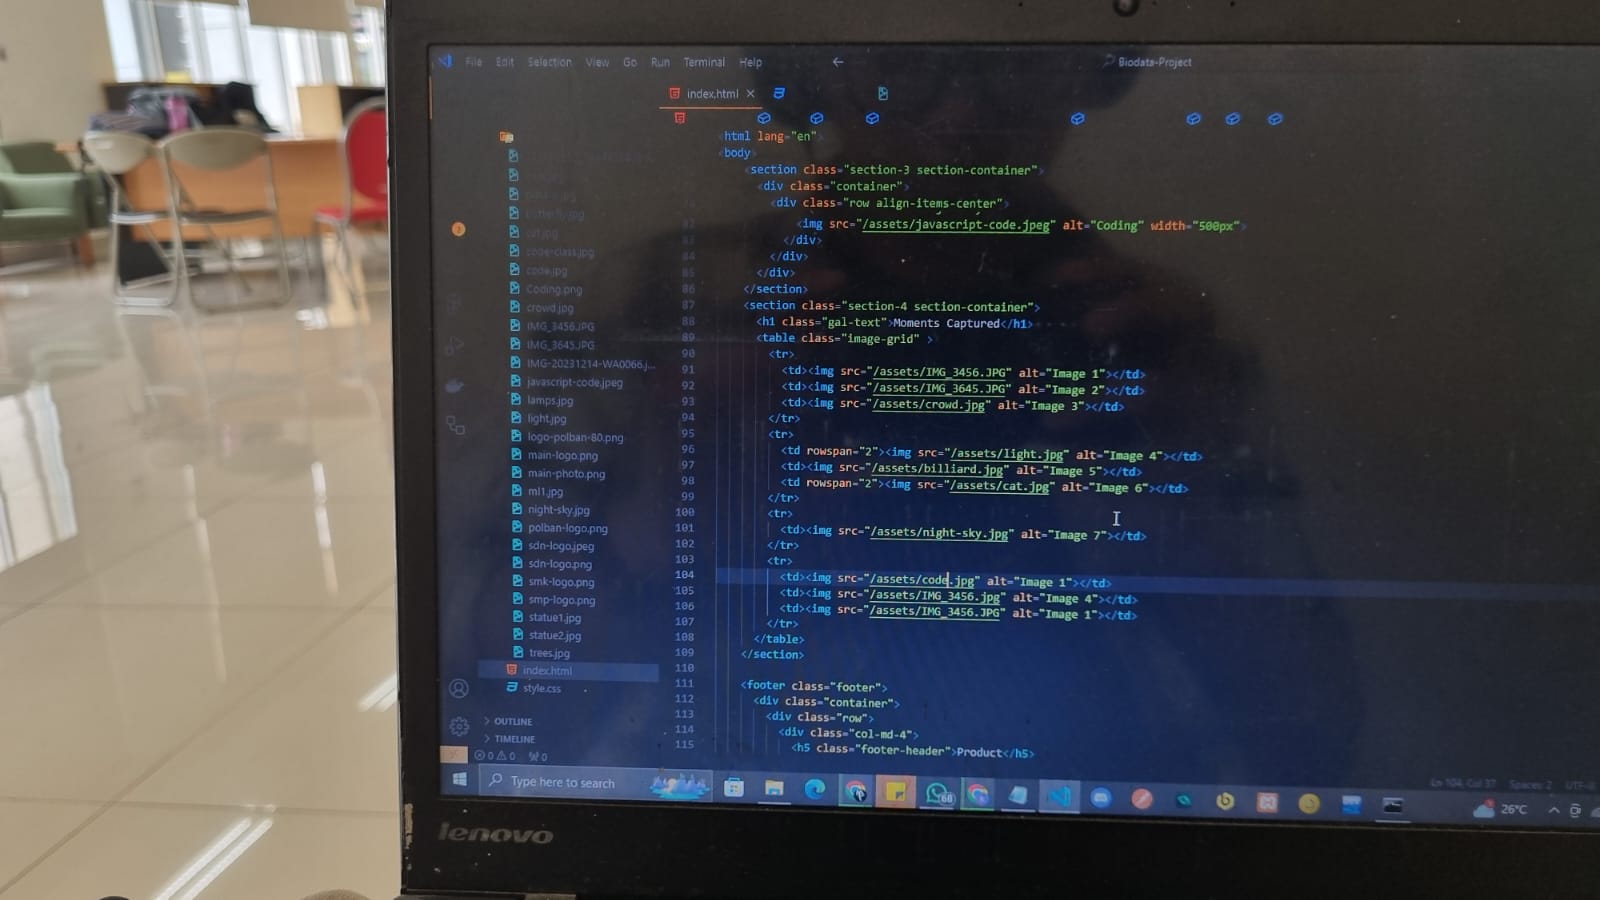 File Edit Selection View Go Run Terminal Help
Biodata-Project
index.html
html lang="en"
body
<section class="section-3 section-container">
<div class="container">
<div class="row align-items-center">
82 <img src="/assets/javascript-code.jpeg" alt="Coding" width="500px">
83 </div>
84 </div>
85 </div>
86 </section>
87 <section class="section-4 section-container">
88 <h1 class="gal-text">Moments Captured</h1>
89 <table class="image-grid" >
90 <tr>
91 <td><img src="/assets/IMG_3456.JPG" alt="Image 1"></td>
92 <td><img src="/assets/IMG_3645.JPG" alt="Image 2"></td>
93 <td><img src="/assets/crowd.jpg" alt="Image 3"></td>
94 </tr>
95 <tr>
96 <td rowspan="2"><img src="/assets/light.jpg" alt="Image 4"></td>
97 <td><img src="/assets/billiard.jpg" alt="Image 5"></td>
98 <td rowspan="2"><img src="/assets/cat.jpg" alt="Image 6"></td>
99 </tr>
100 <tr>
101 <td><img src="/assets/night-sky.jpg" alt="Image 7"></td>
102 </tr>
103 <tr>
104 <td><img src="/assets/code.jpg" alt="Image 1"></td>
105 <td><img src="/assets/IMG_3456.jpg" alt="Image 4"></td>
106 <td><img src="/assets/IMG_3456.JPG" alt="Image 1"></td>
107 </tr>
108 </table>
109 </section>
110
111 <footer class="footer">
112 <div class="container">
113 <div class="row">
114 <div class="col-md-4">
115 <h5 class="footer-header">Product</h5>
butterfly.jpg
cat.jpg
code-class.jpg
code.jpg
Coding.png
crowd.jpg
IMG_3456.JPG
IMG_3645.JPG
IMG-20231214-WA0066.j...
javascript-code.jpeg
lamps.jpg
light.jpg
logo-polban-80.png
main-logo.png
main-photo.png
ml1.jpg
night-sky.jpg
polban-logo.png
sdn-logo.jpeg
sdn-logo.png
smk-logo.png
smp-logo.png
statue1.jpg
statue2.jpg
trees.jpg
index.html
style.css
OUTLINE
TIMELINE
0 0 0
Ln 104, Col 37 Spaces: 2 UTF-8
Type here to search
68
26°C
lenovo